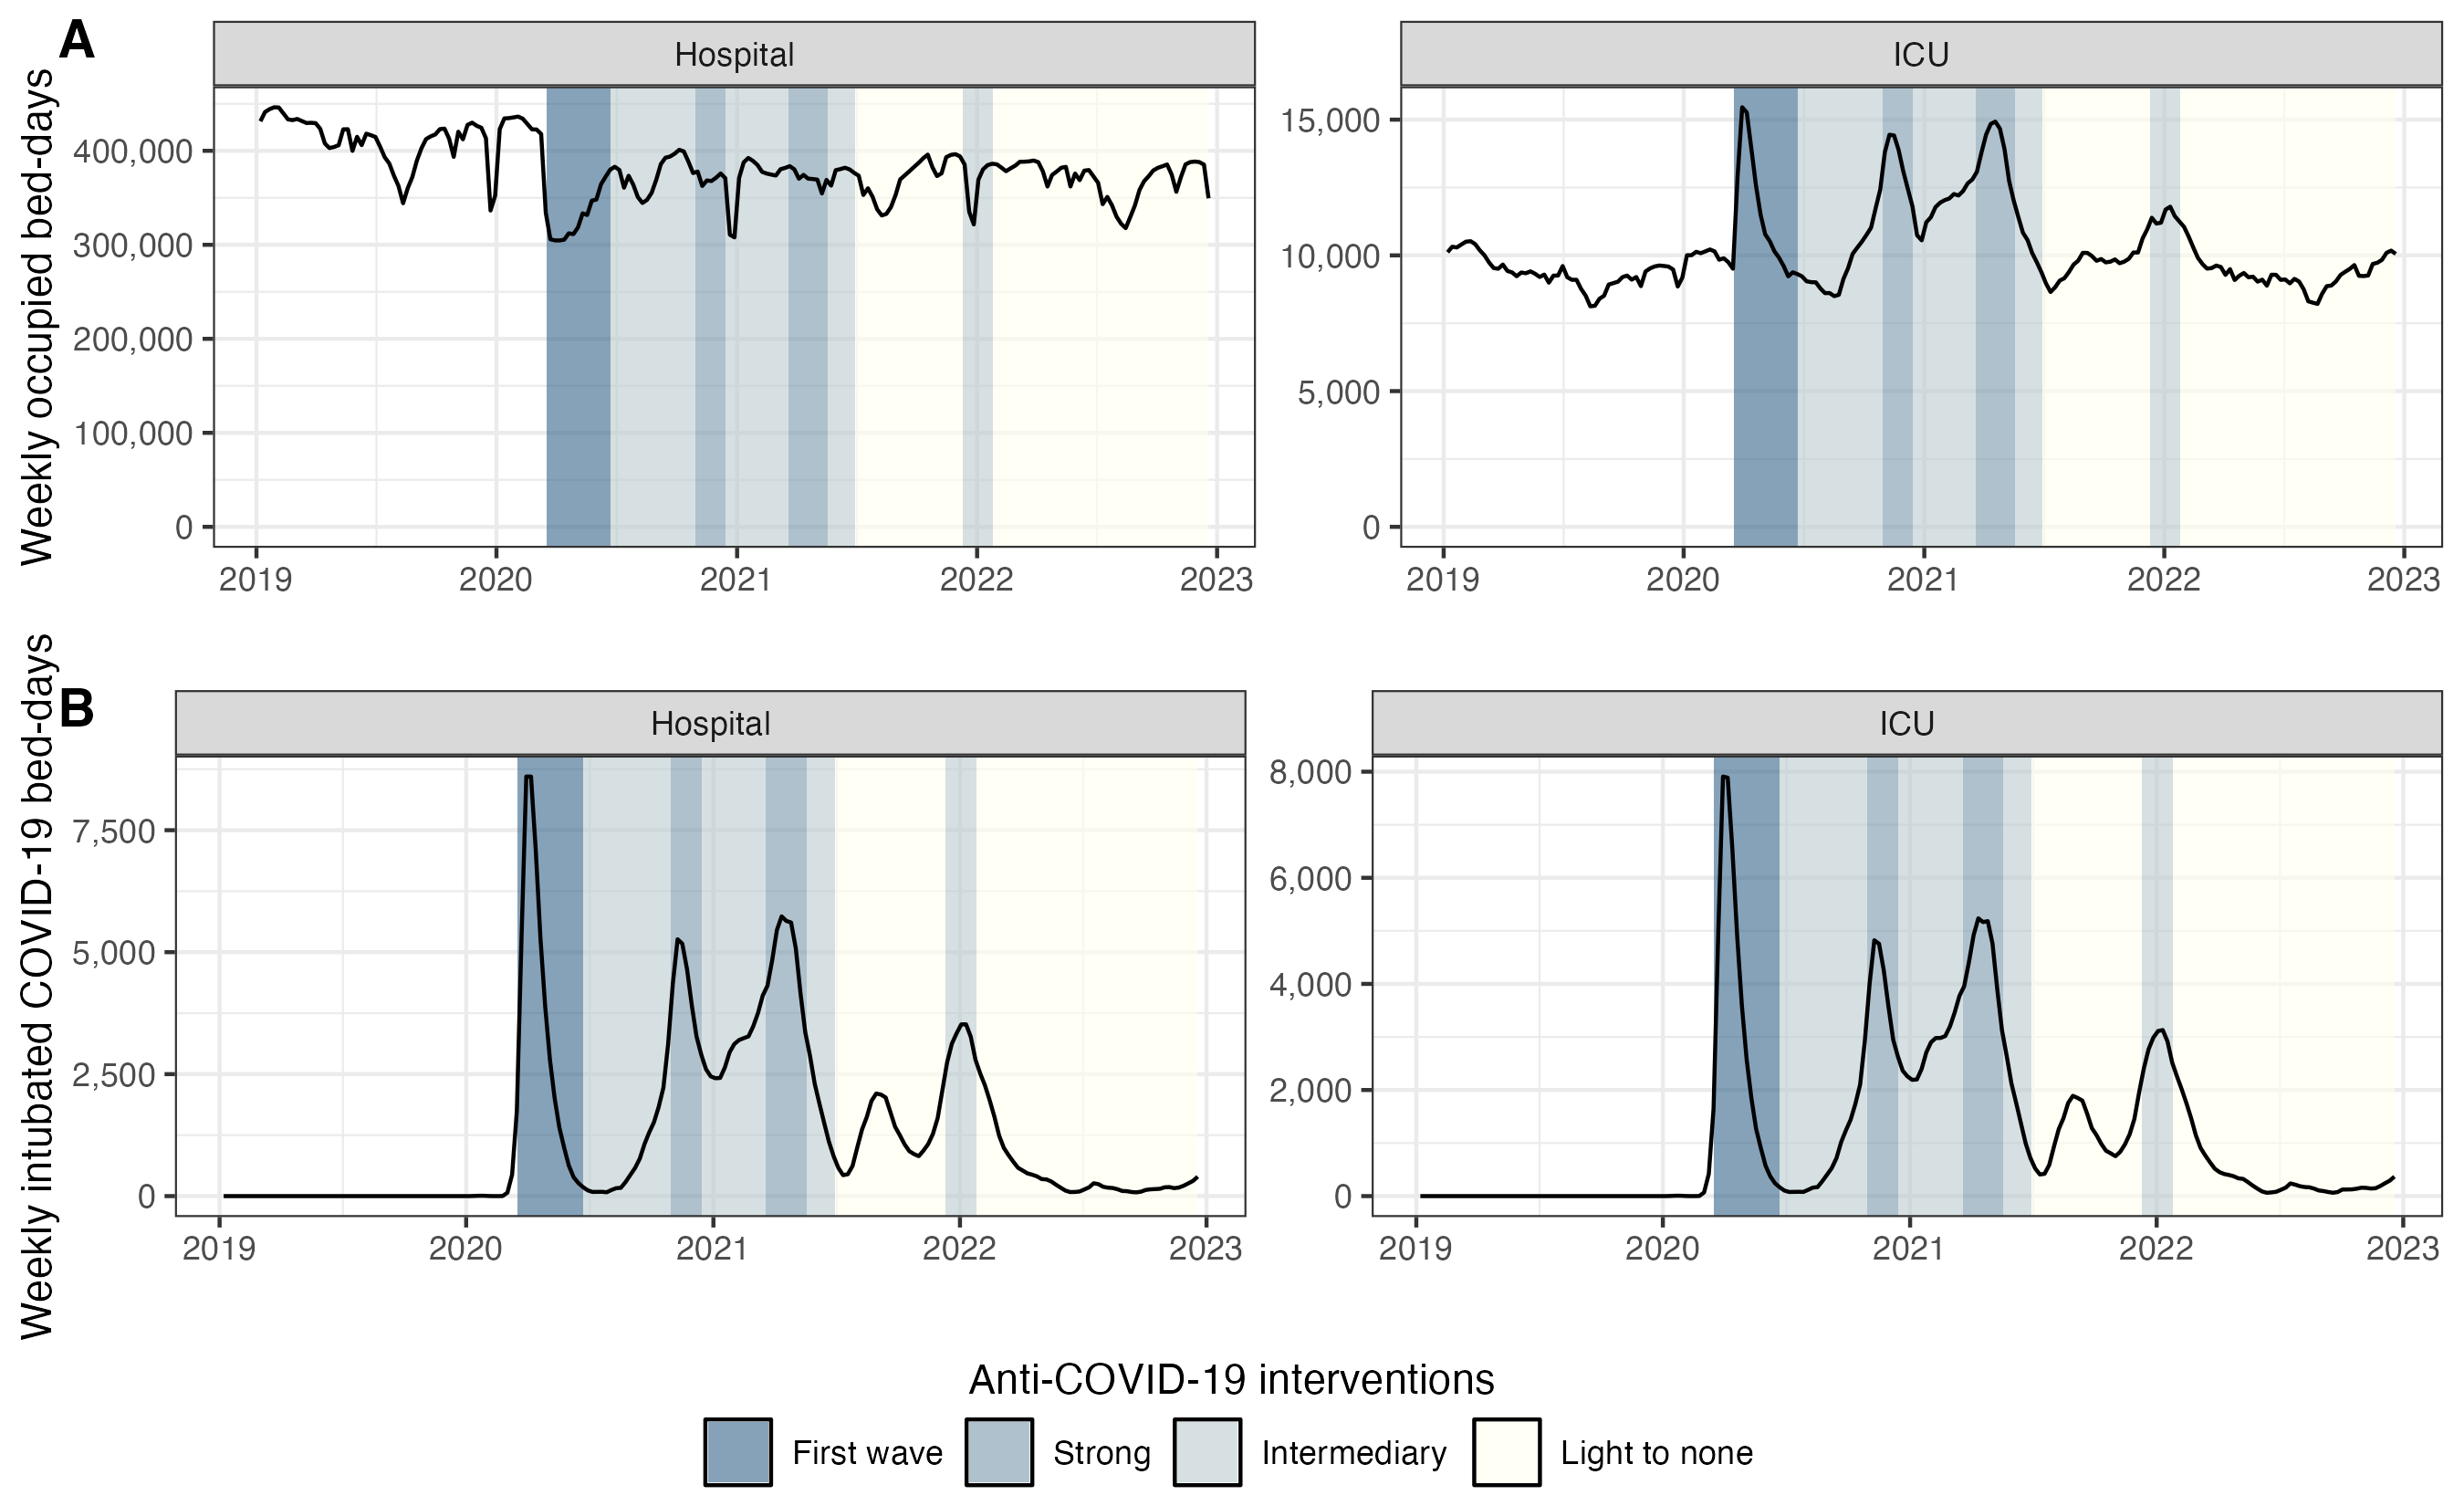 A
Hospital
ICU
Weekly occupied bed-days
400,000
300,000
200,000
100,000
0
15,000
10,000
5,000
0
2019 2020 2021 2022 2023
2019 2020 2021 2022 2023
B
Hospital
ICU
Weekly intubated COVID-19 bed-days
7,500
5,000
2,500
0
8,000
6,000
4,000
2,000
0
2019 2020 2021 2022 2023
2019 2020 2021 2022 2023
Anti-COVID-19 interventions
First wave Strong Intermediary Light to none